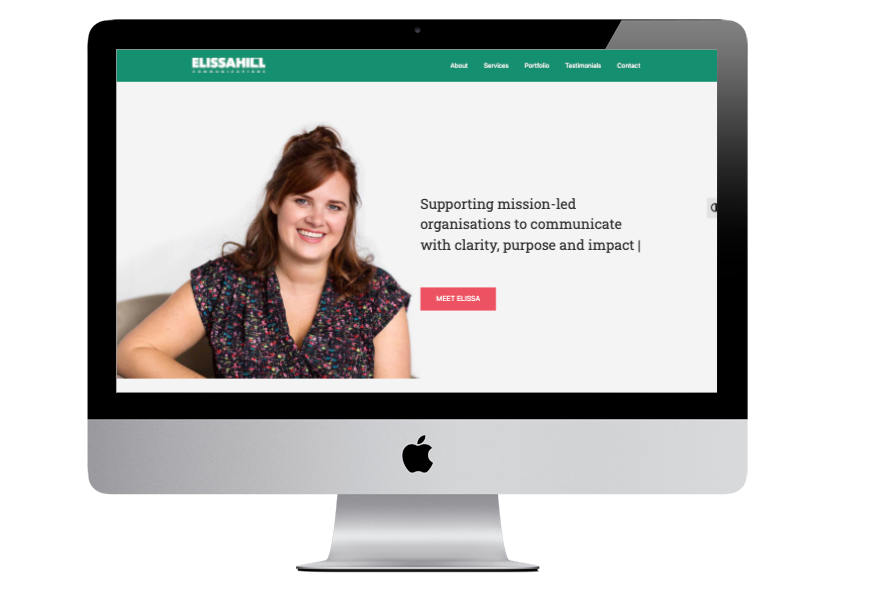 ELISSAHILL
COMMUNICATIONS
About Services Portfolio Testimonials Contact
Supporting mission-led
organisations to communicate
with clarity, purpose and impact |
MEET ELISSA